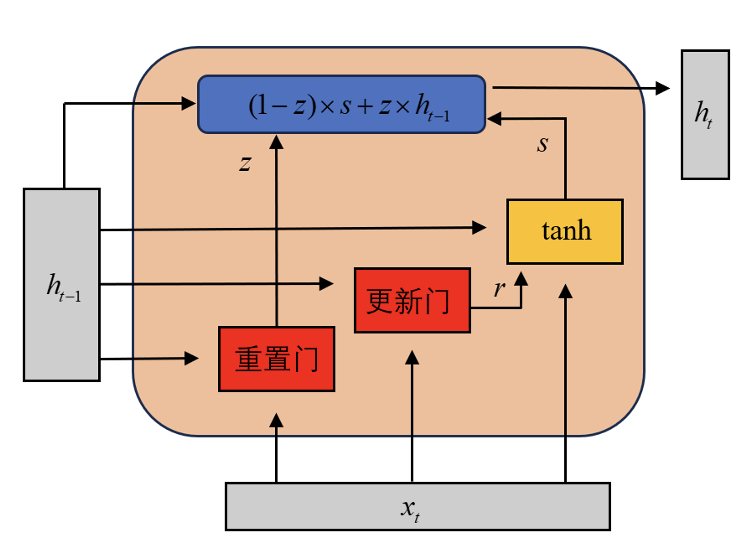 (1-z)×s+z×h_{t-1}
h_t
z
s
tanh
h_{t-1}
更新门
r
重置门
x_t